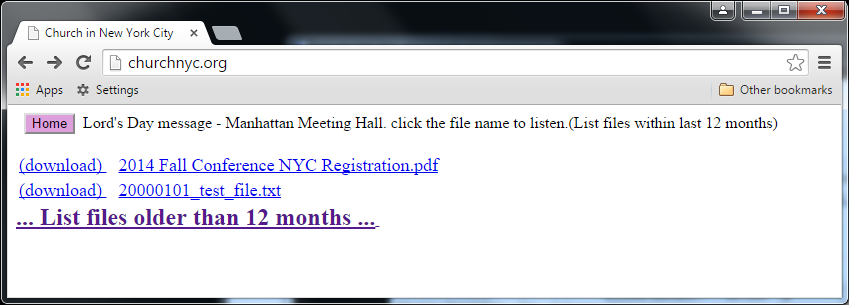 Church in New York City
churchnyc.org
Apps Settings Other bookmarks
Home Lord's Day message - Manhattan Meeting Hall. click the file name to listen.(List files within last 12 months)
(download) 2014 Fall Conference NYC Registration.pdf
(download) 20000101_test_file.txt
... List files older than 12 months ...